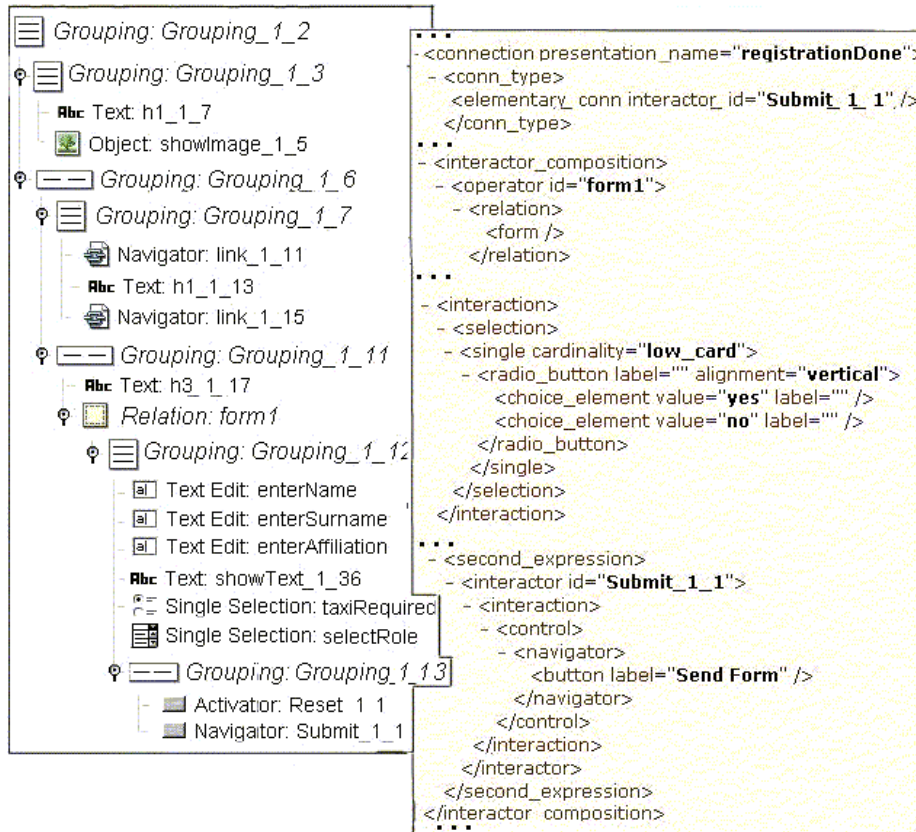 Grouping: Grouping_1_2
Grouping: Grouping_1_3
Abc Text: h1_1_7
Object: showImage_1_5
Grouping: Grouping_1_6
Grouping: Grouping_1_7
Navigator: link_1_11
Abc Text: h1_1_13
Navigator: link_1_15
Grouping: Grouping_1_11
Abc Text: h3_1_17
Relation: form1
Grouping: Grouping_1_12
a| Text Edit: enterName
a| Text Edit: enterSurname
a| Text Edit: enterAffiliation
Abc Text: showText_1_36
Single Selection: taxiRequired
Single Selection: selectRole
Grouping: Grouping_1_13
Activator: Reset_1_1
Navigator: Submit_1_1
...
-<connection presentation_name="registrationDone">
- <conn_type>
<elementary_conn interactor_id="Submit_1_1" />
</conn_type>
...
- <interactor_composition>
- <operator id="form1">
- <relation>
<form />
</relation>
...
- <interaction>
- <selection>
- <single cardinality="low_card">
- <radio_button label="" alignment="vertical">
<choice_element value="yes" label="" />
<choice_element value="no" label="" />
</radio_button>
</single>
</selection>
</interaction>
...
- <second_expression>
- <interactor id="Submit_1_1">
- <interaction>
- <control>
- <navigator>
<button label="Send Form" />
</navigator>
</control>
</interaction>
</interactor>
</second_expression>
</interactor_composition>
...